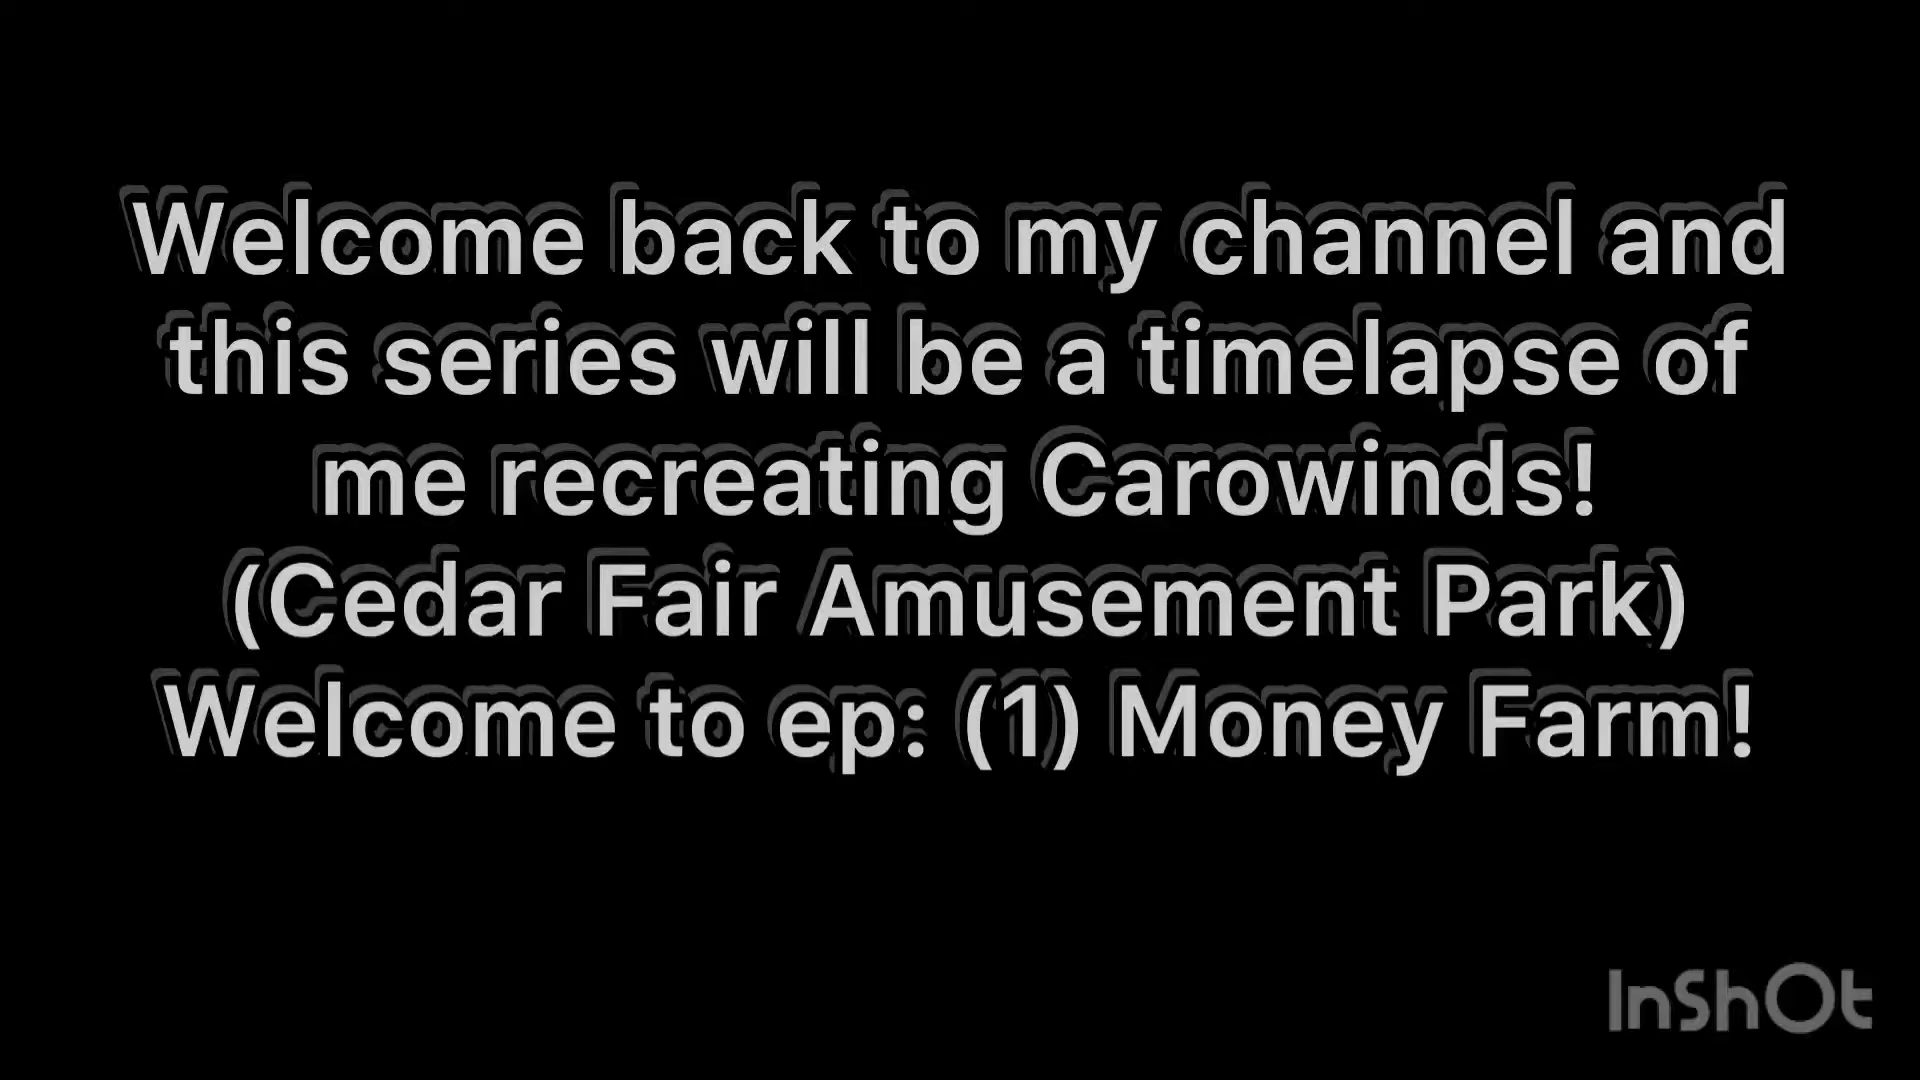 Welcome back to my channel and
this series will be a timelapse of
me recreating Carowinds!
(Cedar Fair Amusement Park)
Welcome to ep: (1) Money Farm!
InShOt